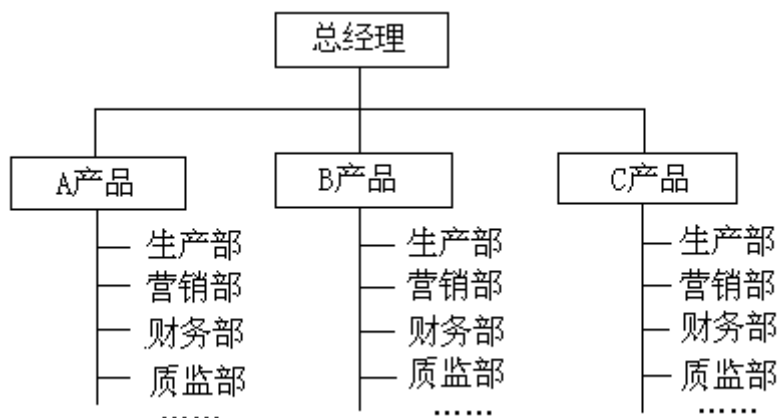 总经理
A产品
B产品
C产品
生产部
营销部
财务部
质监部
……
生产部
营销部
财务部
质监部
……
生产部
营销部
财务部
质监部
……